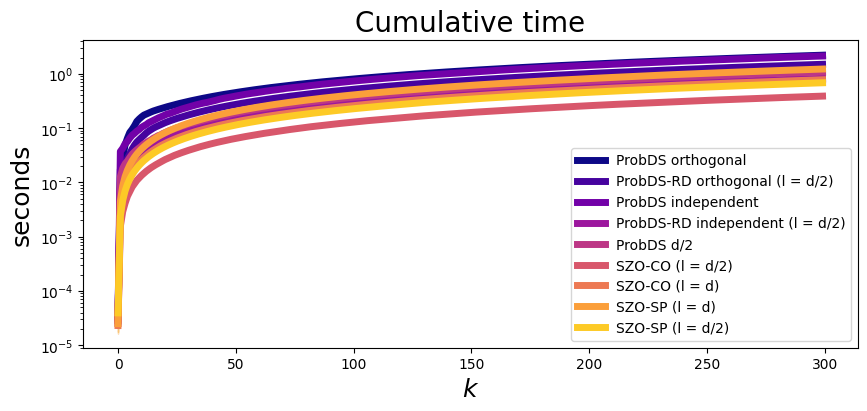 Cumulative time
seconds
10⁰
10⁻¹
10⁻²
10⁻³
10⁻⁴
10⁻⁵
ProbDS orthogonal
ProbDS-RD orthogonal (l = d/2)
ProbDS independent
ProbDS-RD independent (l = d/2)
ProbDS d/2
SZO-CO (l = d/2)
SZO-CO (l = d)
SZO-SP (l = d)
SZO-SP (l = d/2)
0 50 100 150 200 250 300
k